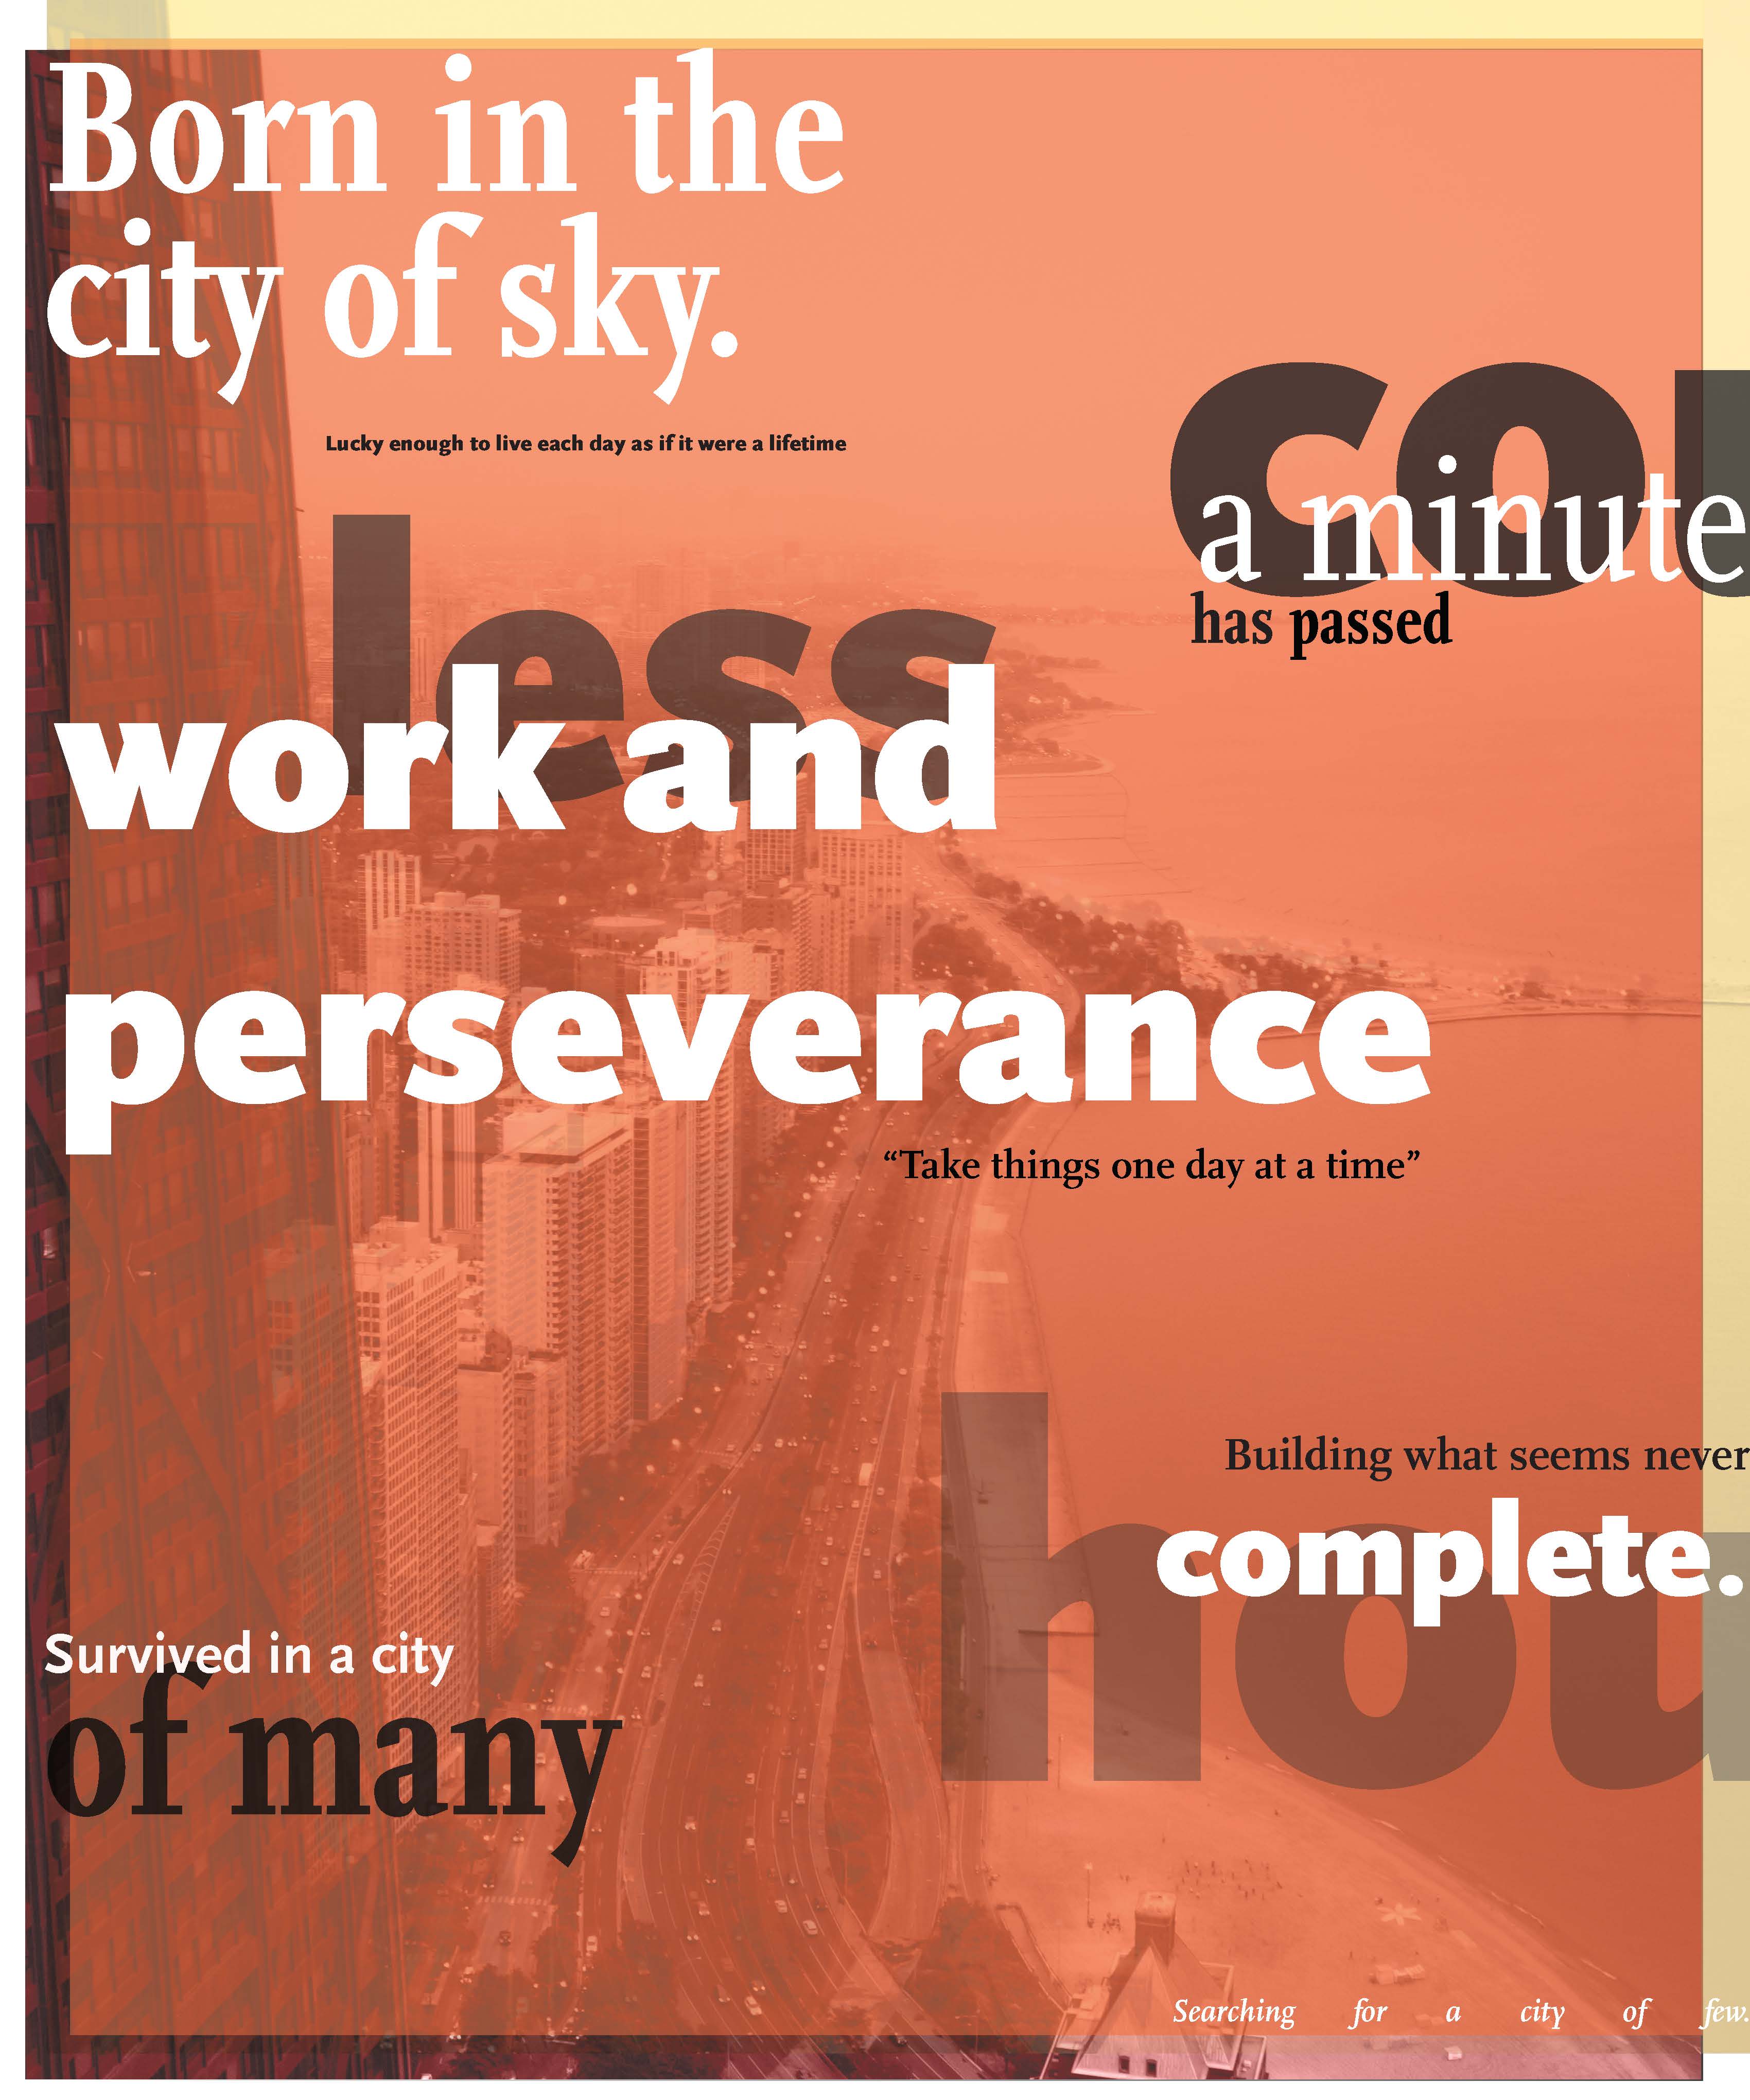 Born in the
city of sky.
Lucky enough to live each day as if it were a lifetime
cou
a minute
has passed
less
work and
perseverance
“Take things one day at a time”
Building what seems never
complete.
hou
Survived in a city
of many
Searching for a city of few.